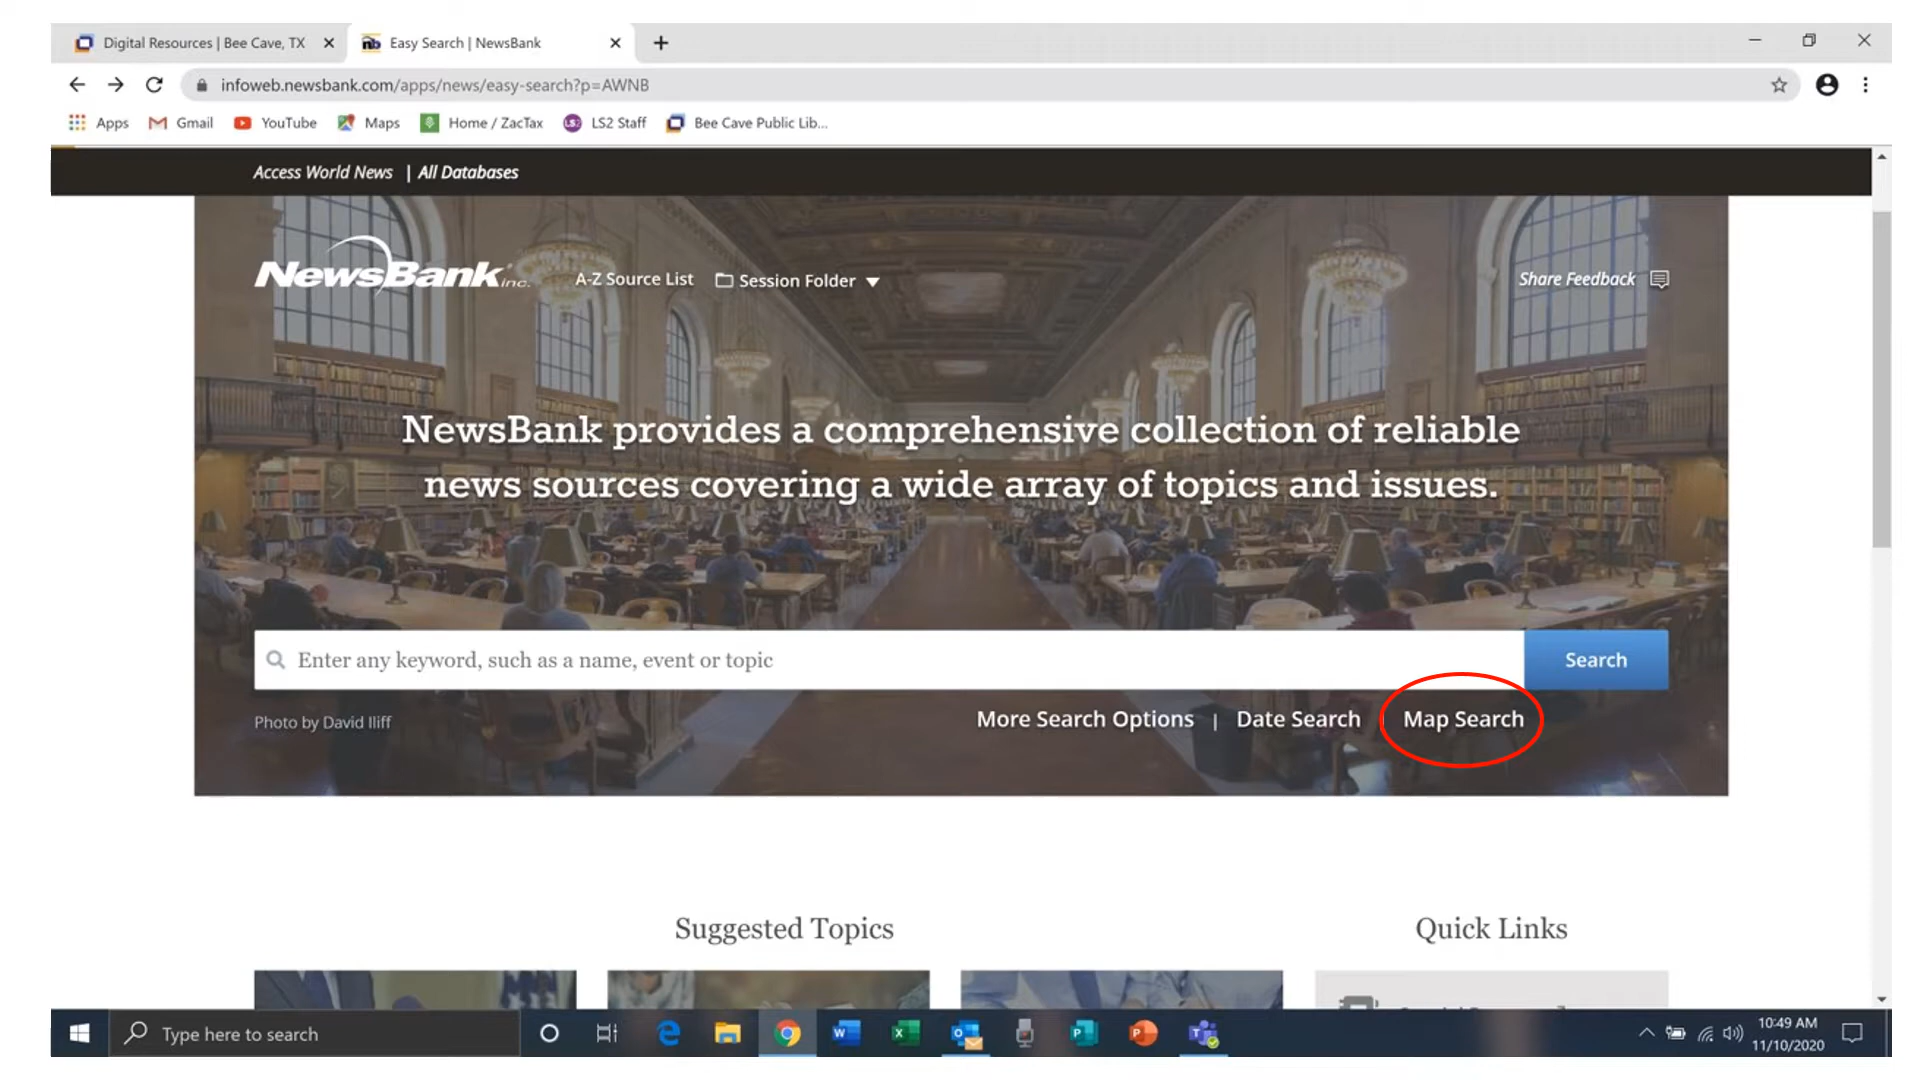 Digital Resources | Bee Cave, TX
Easy Search | NewsBank
infoweb.newsbank.com/apps/news/easy-search?p=AWNB
Apps Gmail YouTube Maps Home / ZacTax LS2 Staff Bee Cave Public Lib...
Access World News | All Databases
NewsBank inc. A-Z Source List Session Folder Share Feedback
NewsBank provides a comprehensive collection of reliable
news sources covering a wide array of topics and issues.
Enter any keyword, such as a name, event or topic Search
Photo by David Iliff More Search Options | Date Search | Map Search
Suggested Topics Quick Links
Type here to search
10:49 AM
11/10/2020